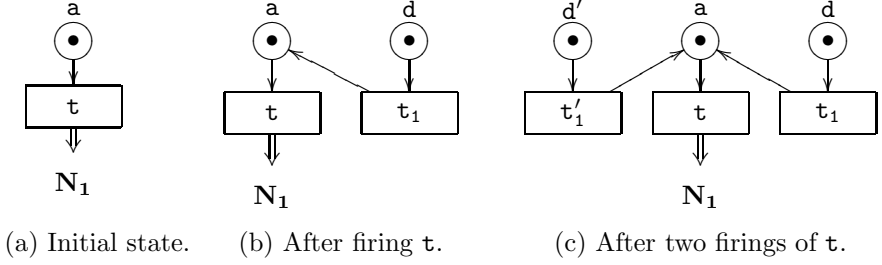 a a d d′ a d
t t t₁ t′₁ t t₁
N₁ N₁ N₁
(a) Initial state. (b) After firing t. (c) After two firings of t.